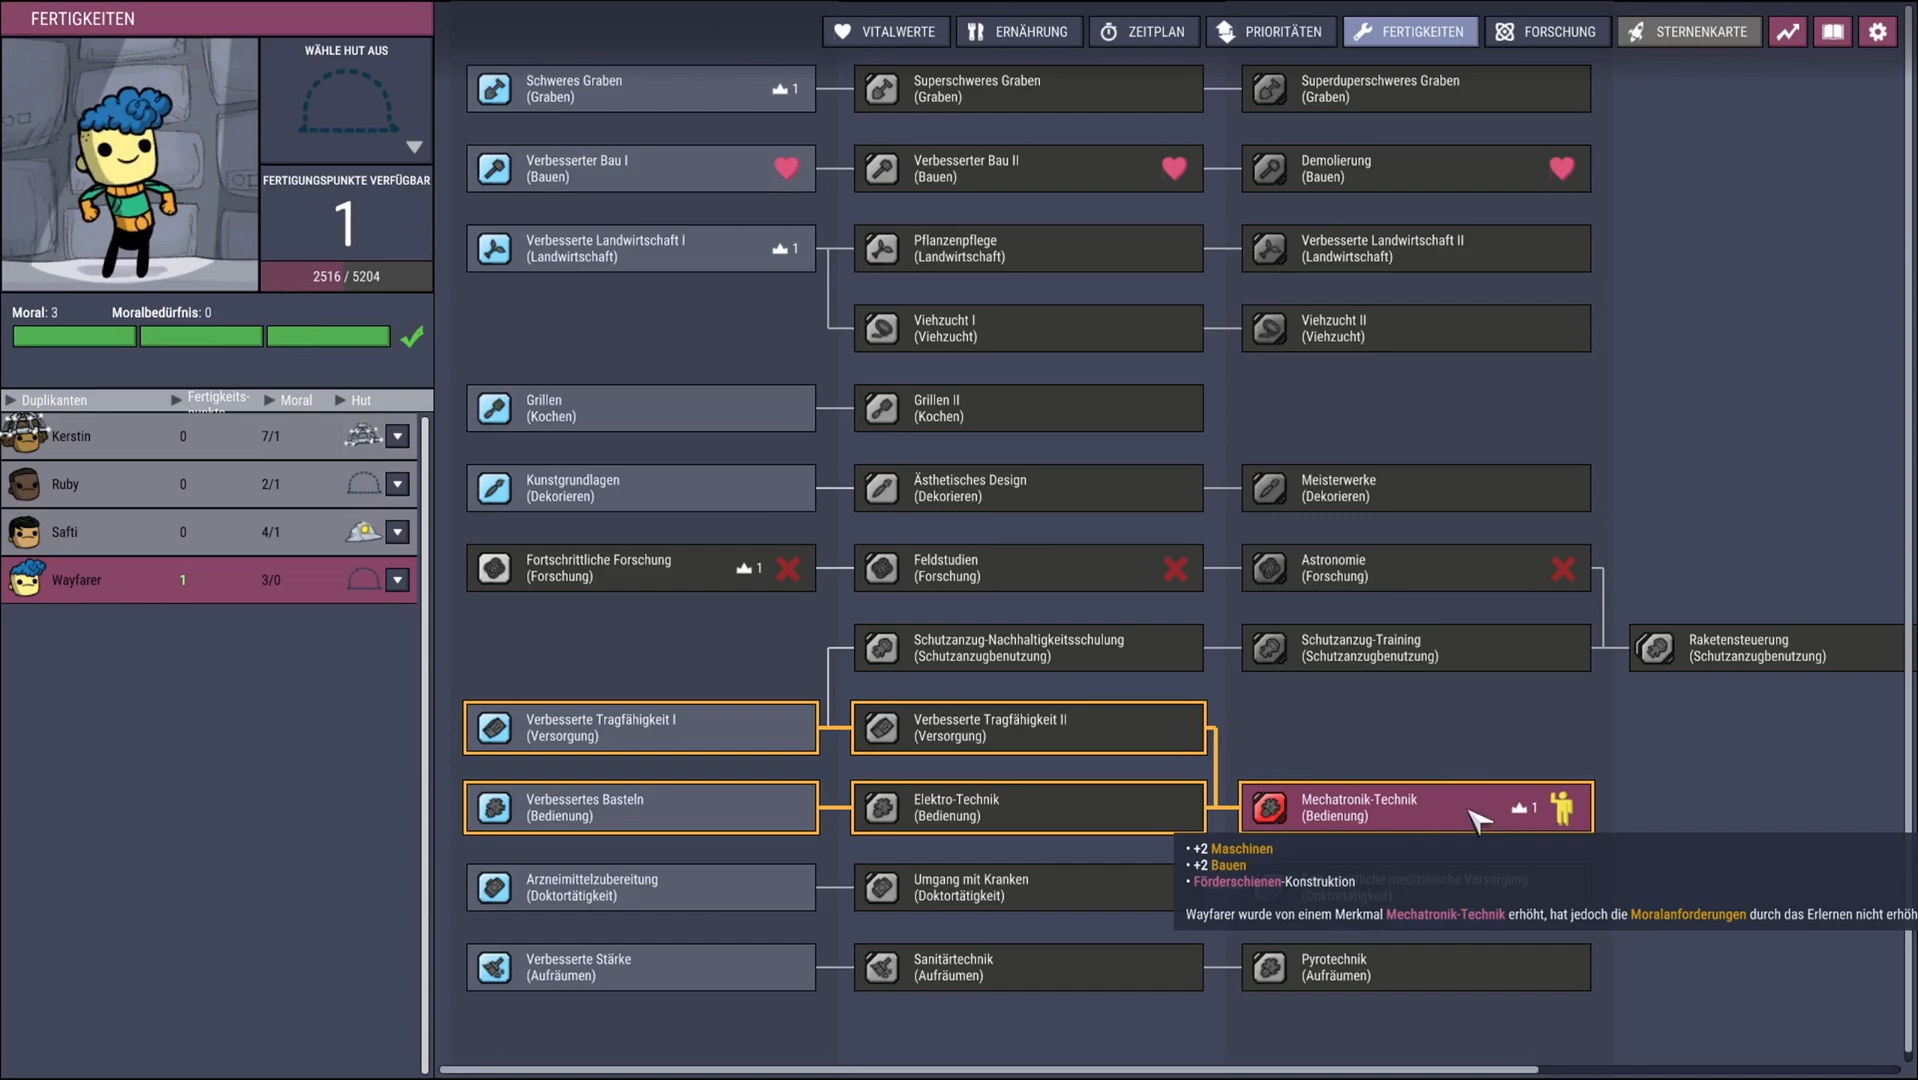 FERTIGKEITEN
VITALWERTE
ERNÄHRUNG
ZEITPLAN
PRIORITÄTEN
FERTIGKEITEN
FORSCHUNG
STERNENKARTE
WÄHLE HUT AUS
FERTIGUNGSPUNKTE VERFÜGBAR
1
2516 / 5204
Moral: 3
Moralbedürfnis: 0
Duplikanten
Fertigkeits-
Moral
Hut
Kerstin
0
7/1
Ruby
0
2/1
Safti
0
4/1
Wayfarer
1
3/0
Schweres Graben
(Graben)
1
Superschweres Graben
(Graben)
Superduperschweres Graben
(Graben)
Verbesserter Bau I
(Bauen)
Verbesserter Bau II
(Bauen)
Demolierung
(Bauen)
Verbesserte Landwirtschaft I
(Landwirtschaft)
1
Pflanzenpflege
(Landwirtschaft)
Verbesserte Landwirtschaft II
(Landwirtschaft)
Viehzucht I
(Viehzucht)
Viehzucht II
(Viehzucht)
Grillen
(Kochen)
Grillen II
(Kochen)
Kunstgrundlagen
(Dekorieren)
Ästhetisches Design
(Dekorieren)
Meisterwerke
(Dekorieren)
Fortschrittliche Forschung
(Forschung)
1
Feldstudien
(Forschung)
Astronomie
(Forschung)
Schutzanzug-Nachhaltigkeitsschulung
(Schutzanzugbenutzung)
Schutzanzug-Training
(Schutzanzugbenutzung)
Raketensteuerung
(Schutzanzugbenutzung)
Verbesserte Tragfähigkeit I
(Versorgung)
Verbesserte Tragfähigkeit II
(Versorgung)
Verbessertes Basteln
(Bedienung)
Elektro-Technik
(Bedienung)
Mechatronik-Technik
(Bedienung)
1
• +2 Maschinen
• +2 Bauen
• Förderschienen-Konstruktion
Wayfarer wurde von einem Merkmal Mechatronik-Technik erhöht, hat jedoch die Moralanforderungen durch das Erlernen nicht erhöh
Arzneimittelzubereitung
(Doktortätigkeit)
Umgang mit Kranken
(Doktortätigkeit)
medizinische Versorgung
(Doktortätigkeit)
Verbesserte Stärke
(Aufräumen)
Sanitärtechnik
(Aufräumen)
Pyrotechnik
(Aufräumen)